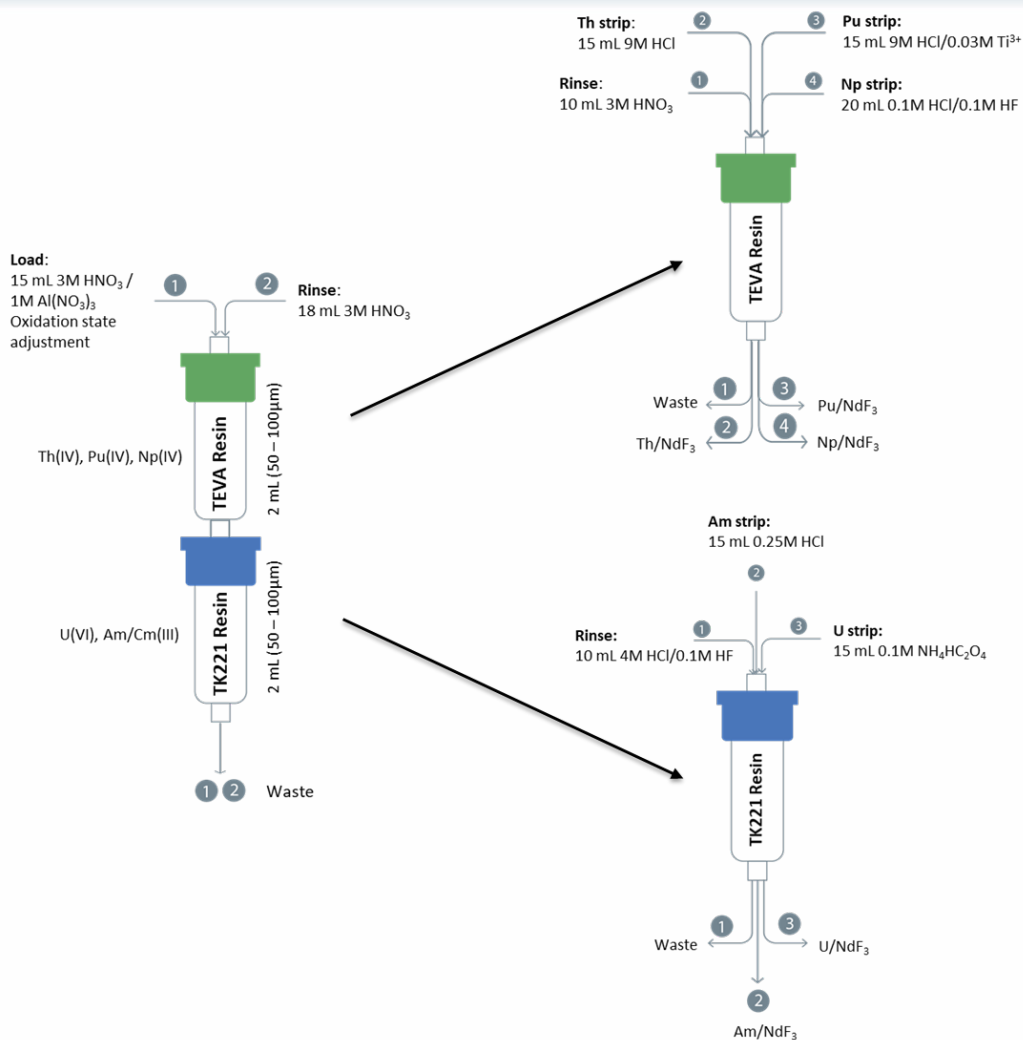 Load:
15 mL 3M HNO₃ /
1M Al(NO₃)₃
Oxidation state
adjustment
1
2
Rinse:
18 mL 3M HNO₃
TEVA Resin
2 mL (50 – 100µm)
Th(IV), Pu(IV), Np(IV)
TK221 Resin
2 mL (50 – 100µm)
U(VI), Am/Cm(III)
1 2 Waste
Th strip:
15 mL 9M HCl
2
3
Pu strip:
15 mL 9M HCl/0.03M Ti³⁺
Rinse:
10 mL 3M HNO₃
1
4
Np strip:
20 mL 0.1M HCl/0.1M HF
TEVA Resin
Waste
1
3
Pu/NdF₃
Th/NdF₃
2
4
Np/NdF₃
Am strip:
15 mL 0.25M HCl
2
Rinse:
10 mL 4M HCl/0.1M HF
1
3
U strip:
15 mL 0.1M NH₄HC₂O₄
TK221 Resin
Waste
1
3
U/NdF₃
2
Am/NdF₃